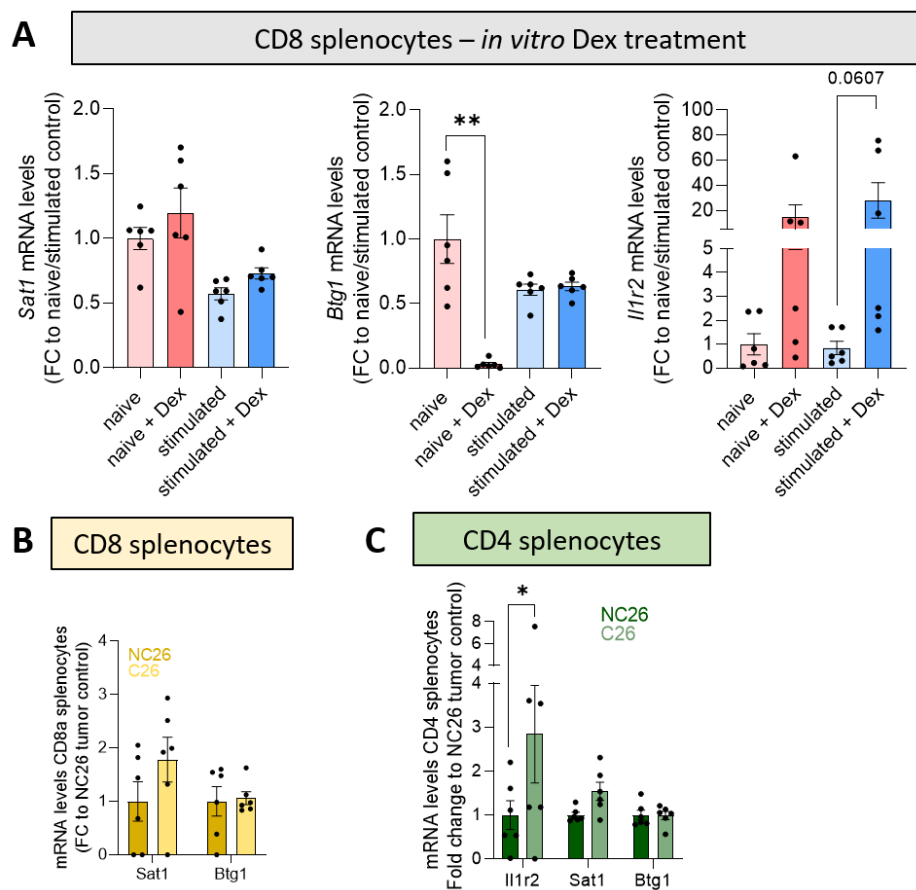 A
CD8 splenocytes – in vitro Dex treatment
Sat1 mRNA levels
(FC to naive/stimulated control)
2.0
1.5
1.0
0.5
0.0
naive
naive + Dex
stimulated
stimulated + Dex
Btg1 mRNA levels
(FC to naive/stimulated control)
2.0
1.5
1.0
0.5
0.0
**
naive
naive + Dex
stimulated
stimulated + Dex
Il1r2 mRNA levels
(FC to naive/stimulated control)
0.0607
100
80
60
40
20
5
4
3
2
1
0
naive
naive + Dex
stimulated
stimulated + Dex
B
CD8 splenocytes
mRNA levels CD8a splenocytes
(FC to NC26 tumor control)
4
3
2
1
0
NC26
C26
Sat1
Btg1
C
CD4 splenocytes
mRNA levels CD4 splenocytes
Fold change to NC26 tumor control)
8
6
4
3
2
1
0
*
NC26
C26
Il1r2
Sat1
Btg1